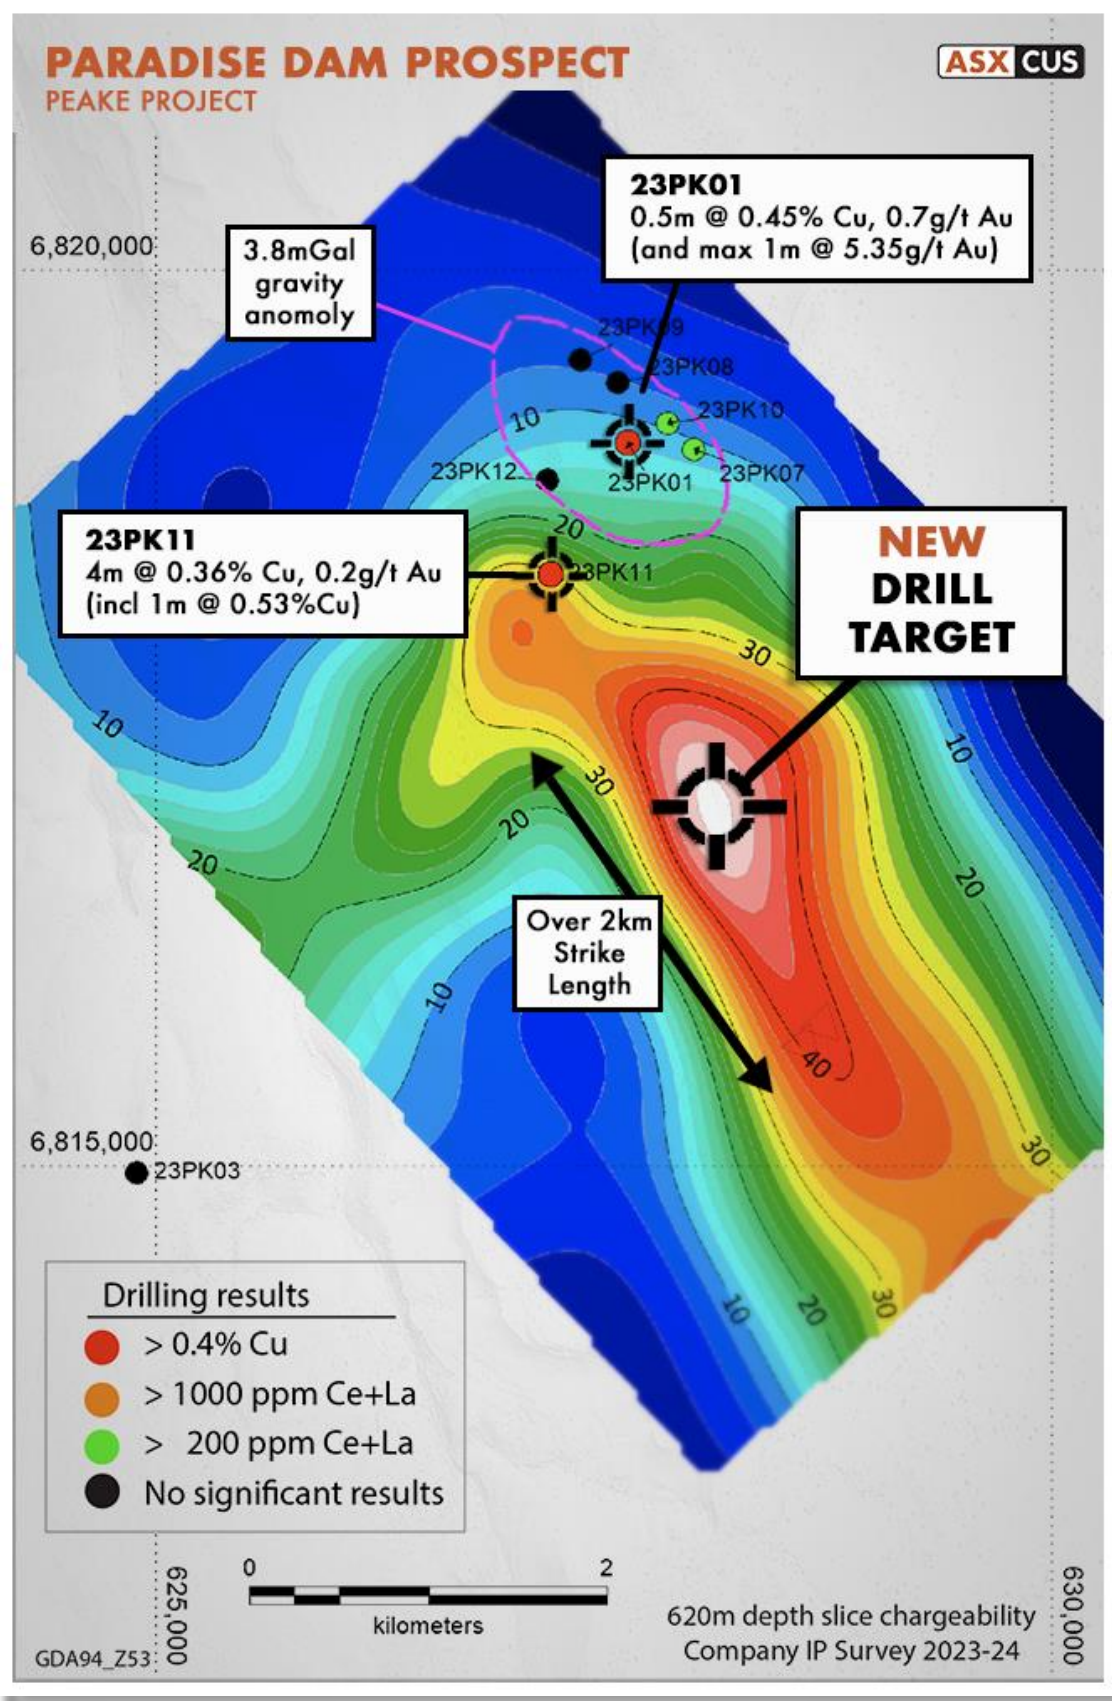 PARADISE DAM PROSPECT
PEAKE PROJECT
ASX CUS
23PK01
0.5m @ 0.45% Cu, 0.7g/t Au
(and max 1m @ 5.35g/t Au)
6,820,000
3.8mGal
gravity
anomoly
23PK09
23PK08
10
23PK10
23PK12
23PK01
23PK07
20
23PK11
4m @ 0.36% Cu, 0.2g/t Au
(incl 1m @ 0.53%Cu)
23PK11
NEW
DRILL
TARGET
30
10
10
30
20
20
20
Over 2km
Strike
Length
10
40
6,815,000
23PK03
30
10
20
30
Drilling results
> 0.4% Cu
> 1000 ppm Ce+La
> 200 ppm Ce+La
No significant results
0
2
kilometers
625,000
630,000
620m depth slice chargeability
Company IP Survey 2023-24
GDA94_Z53